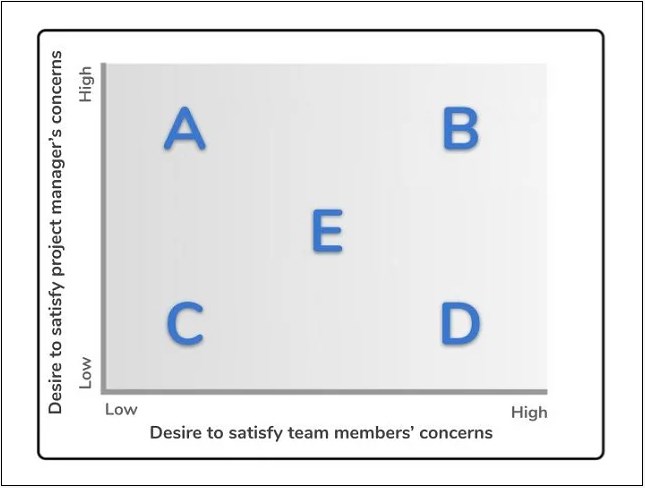 Desire to satisfy project manager's concerns
High
Low
A
B
E
C
D
Low
High
Desire to satisfy team members' concerns